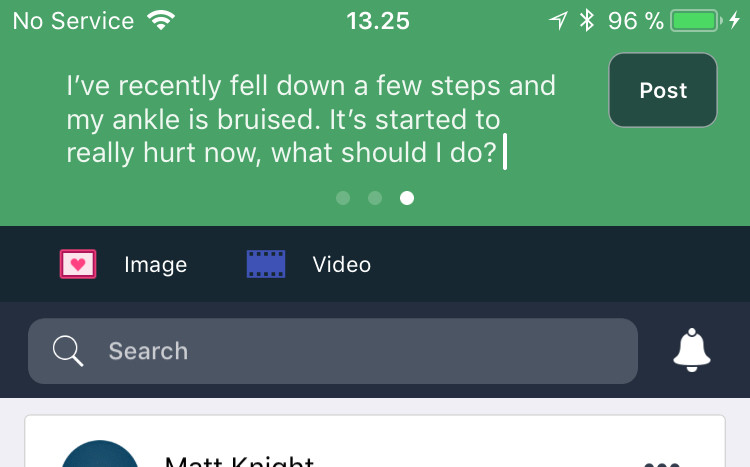 No Service 13.25 96 %
I’ve recently fell down a few steps and
my ankle is bruised. It’s started to
really hurt now, what should I do?
Post
Image Video
Search
Matt Knight